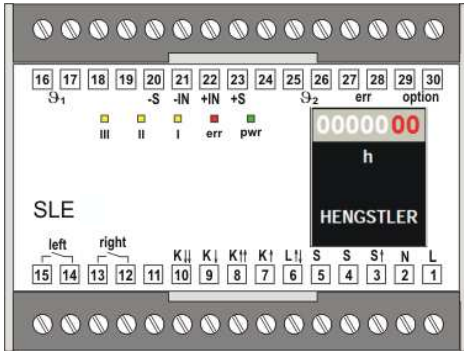 16 17 18 19 20 21 22 23 24 25 26 27 28 29 30
ϑ1 -S -IN +IN +S ϑ2 err option
III II I err pwr
00000 00
h
SLE
HENGSTLER
left right K⇊ K↓ K⇈ K↑ L↑↓ S S S↑ N L
15 14 13 12 11 10 9 8 7 6 5 4 3 2 1